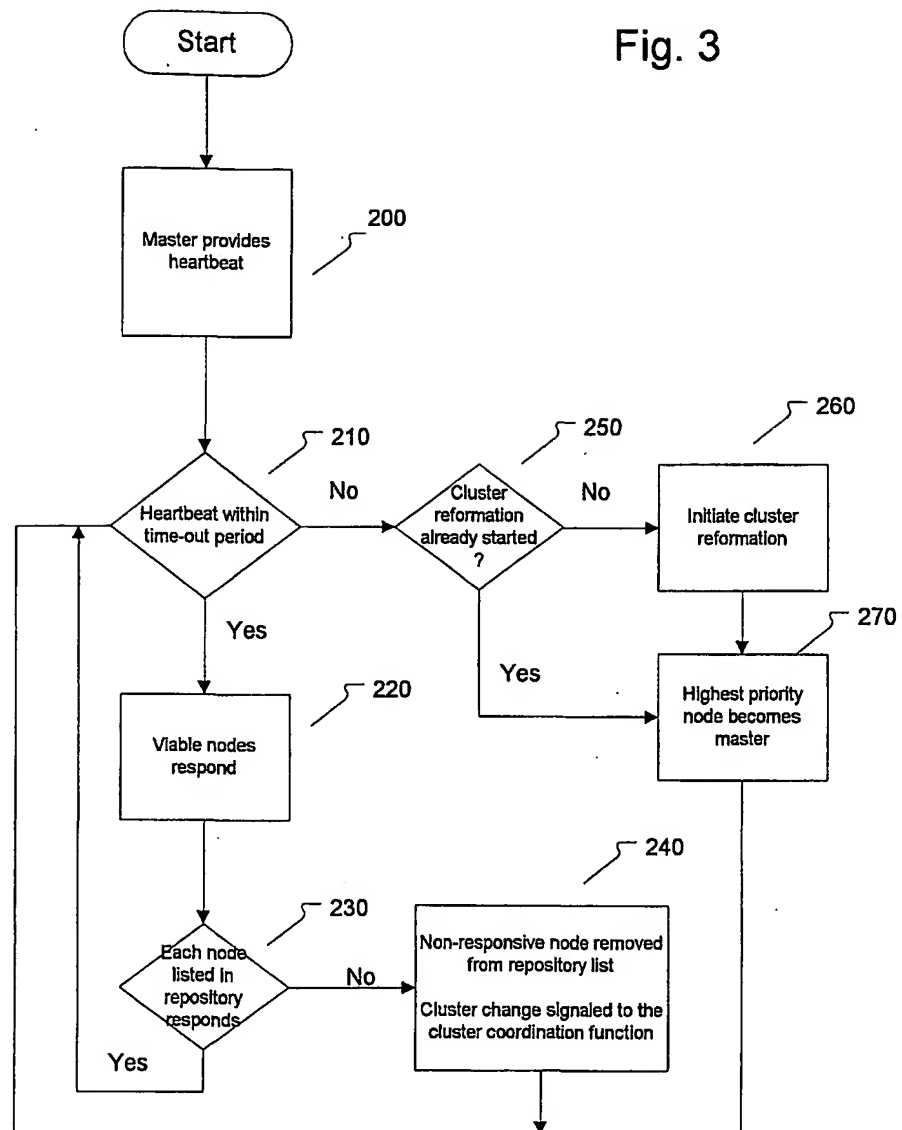 Start
Fig. 3
200
Master provides
heartbeat
210
250
260
No
No
Heartbeat within
time-out period
Cluster
reformation
already started
?
Initiate cluster
reformation
Yes
270
220
Yes
Highest priority
node becomes
master
Viable nodes
respond
240
230
Each node
listed in
repository
responds
No
Non-responsive node removed
from repository list
Cluster change signaled to the
cluster coordination function
Yes